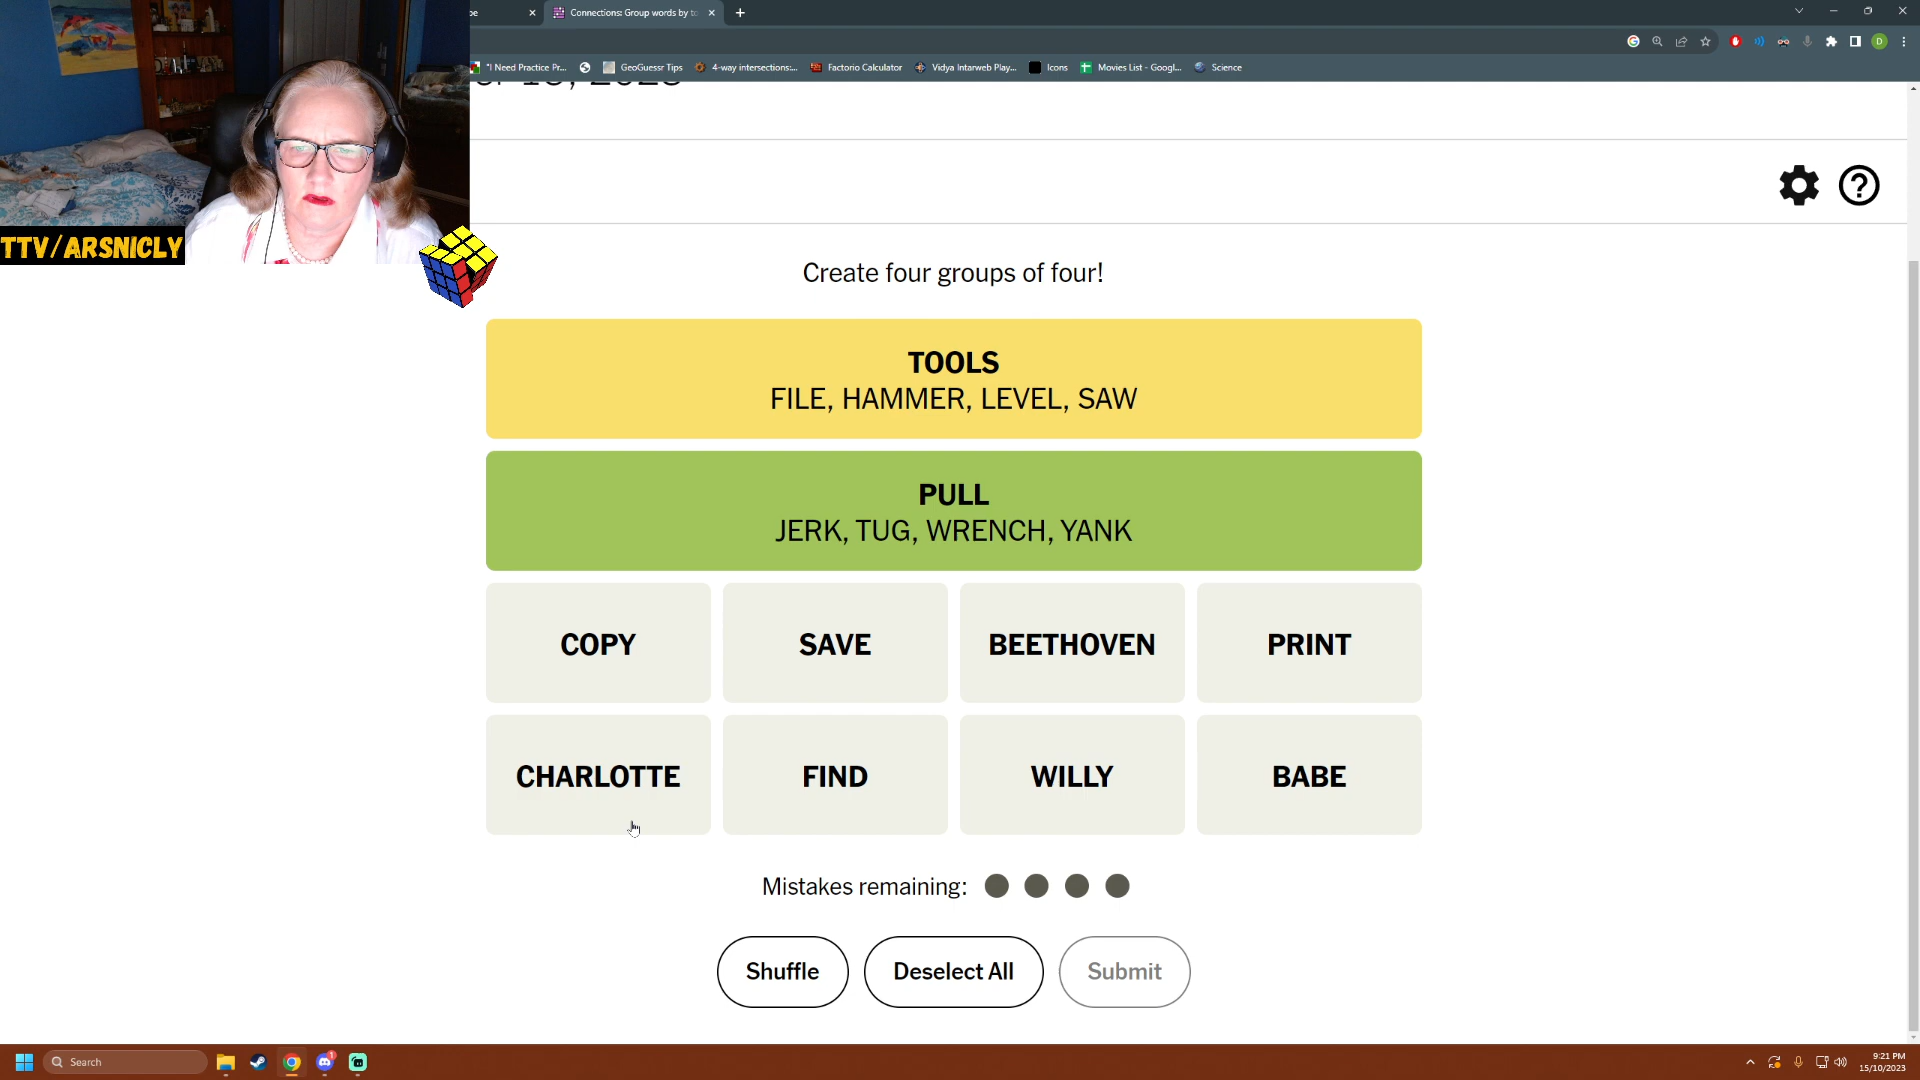 Connections: Group words by to
"I Need Practice Pr...
GeoGuessr Tips
4-way intersections:...
Factorio Calculator
Vidya Intarweb Play...
Icons
Movies List - Googl...
Science
D
TTV/ARSNICLY
Create four groups of four!
TOOLS
FILE, HAMMER, LEVEL, SAW
PULL
JERK, TUG, WRENCH, YANK
COPY SAVE BEETHOVEN PRINT
CHARLOTTE FIND WILLY BABE
Mistakes remaining:
Shuffle Deselect All Submit
Search
1
9:21 PM
15/10/2023